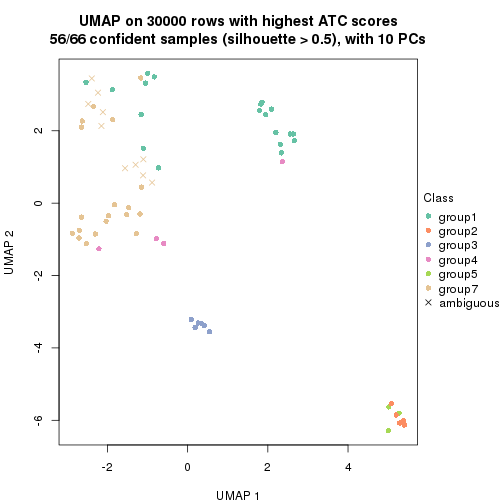 UMAP on 30000 rows with highest ATC scores
56/66 confident samples (silhouette > 0.5), with 10 PCs
2
0
-2
-4
-6
UMAP 2
-2
0
2
4
UMAP 1
Class
group1
group2
group3
group4
group5
group7
ambiguous